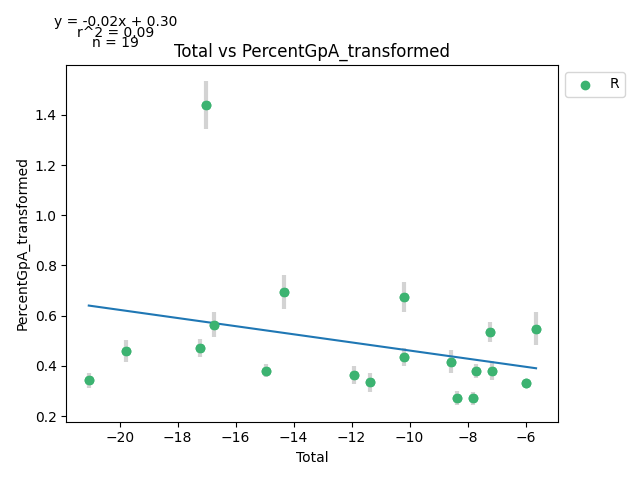 y = -0.02x + 0.30
r^2 = 0.09
n = 19
Total vs PercentGpA_transformed
R
PercentGpA_transformed
1.4
1.2
1.0
0.8
0.6
0.4
0.2
−20 −18 −16 −14 −12 −10 −8 −6
Total